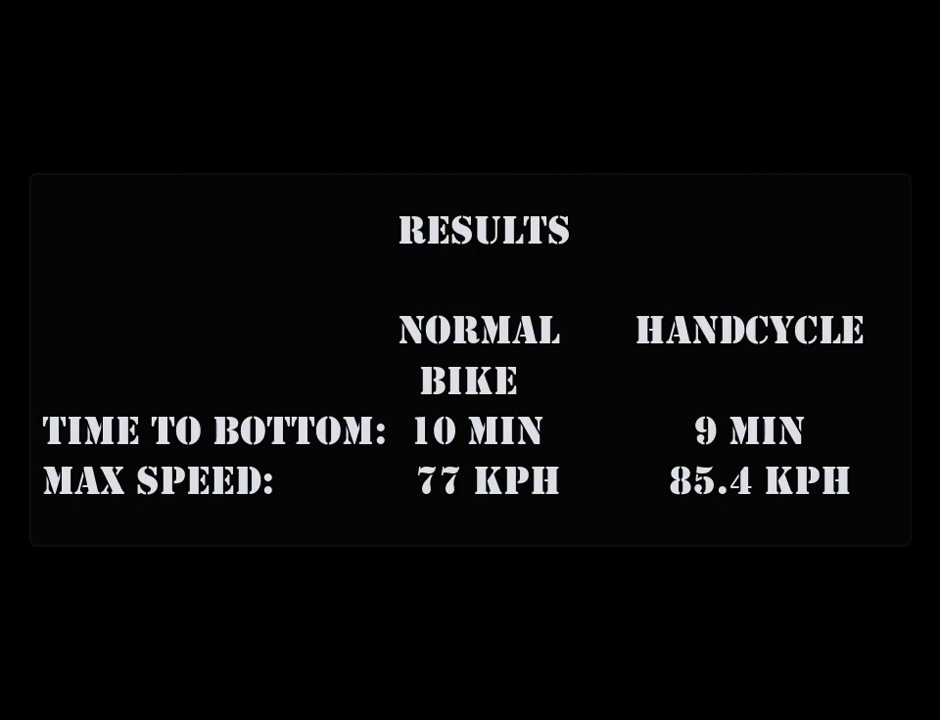 RESULTS
NORMAL HANDCYCLE
BIKE
TIME TO BOTTOM: 10 MIN 9 MIN
MAX SPEED: 77 KPH 85.4 KPH